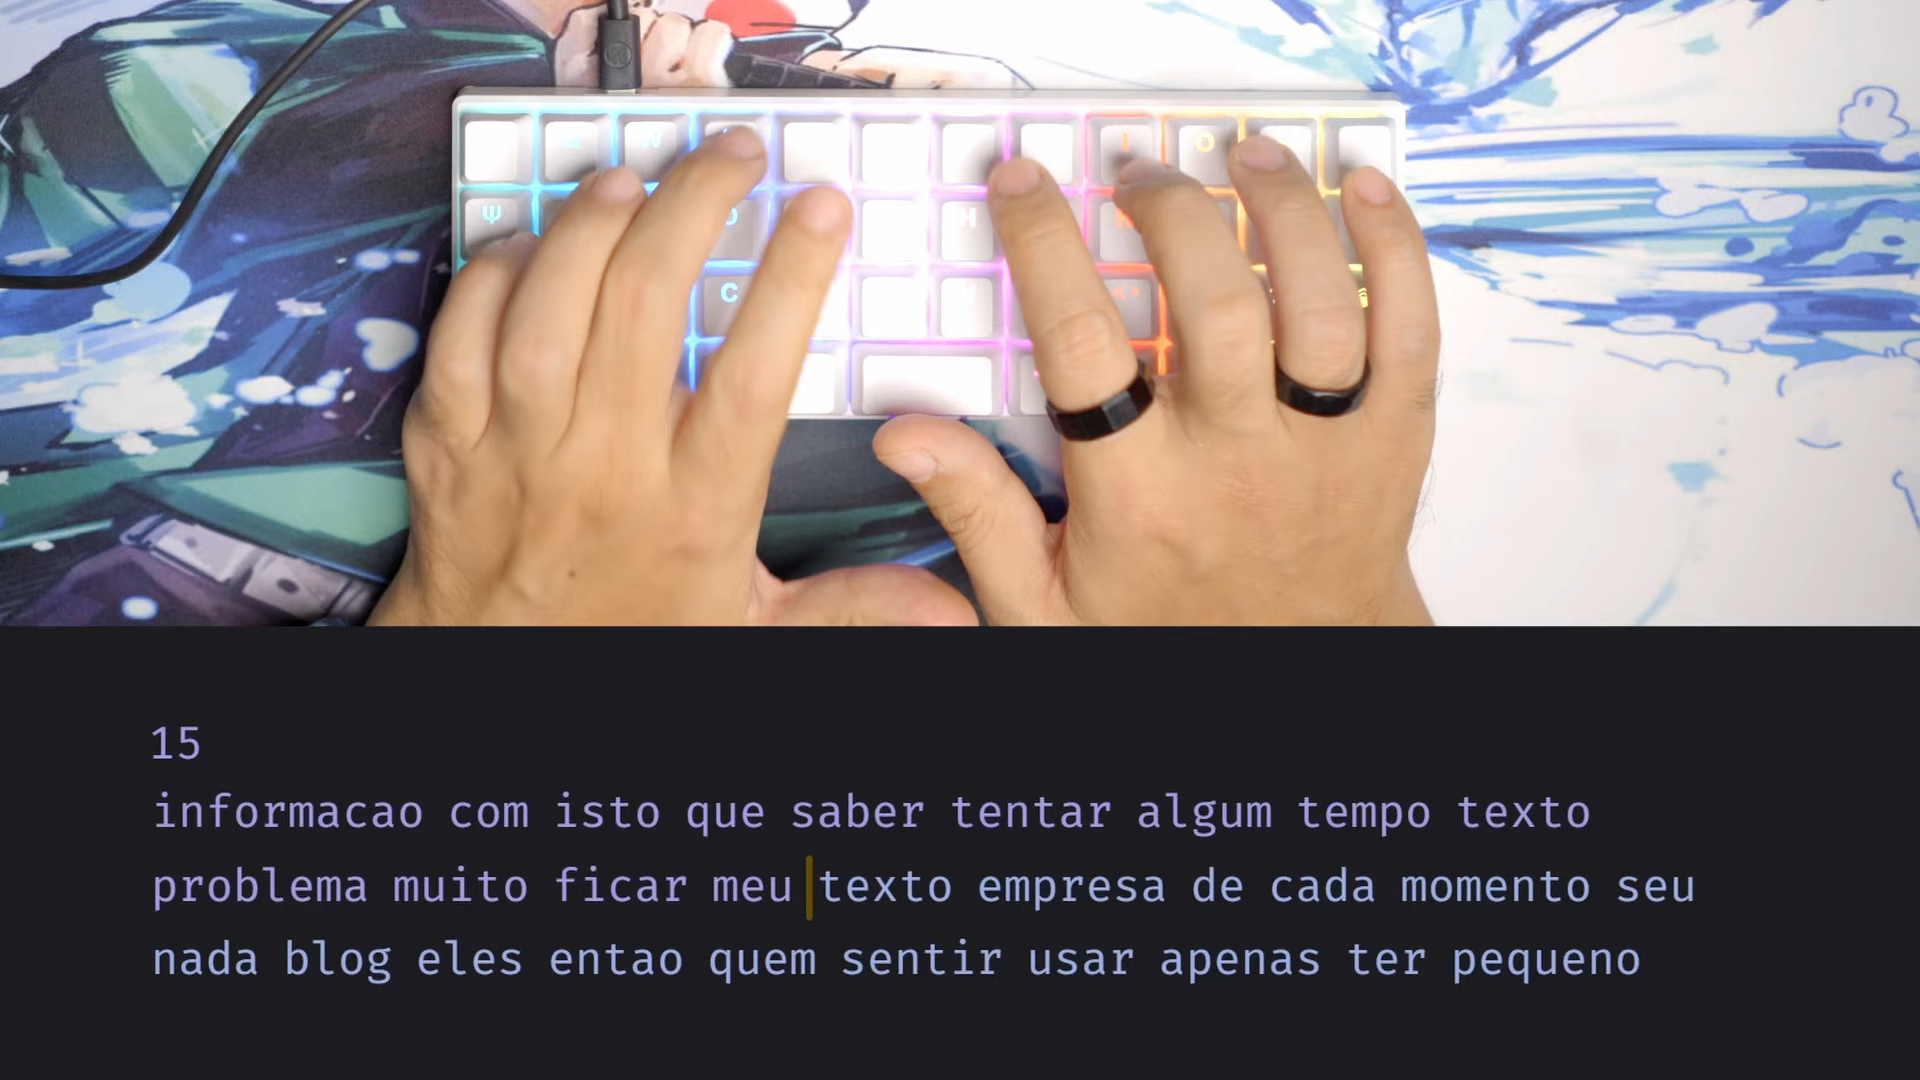 W
I
O
Ψ
D
H
C
15
informacao com isto que saber tentar algum tempo texto
problema muito ficar meu texto empresa de cada momento seu
nada blog eles entao quem sentir usar apenas ter pequeno